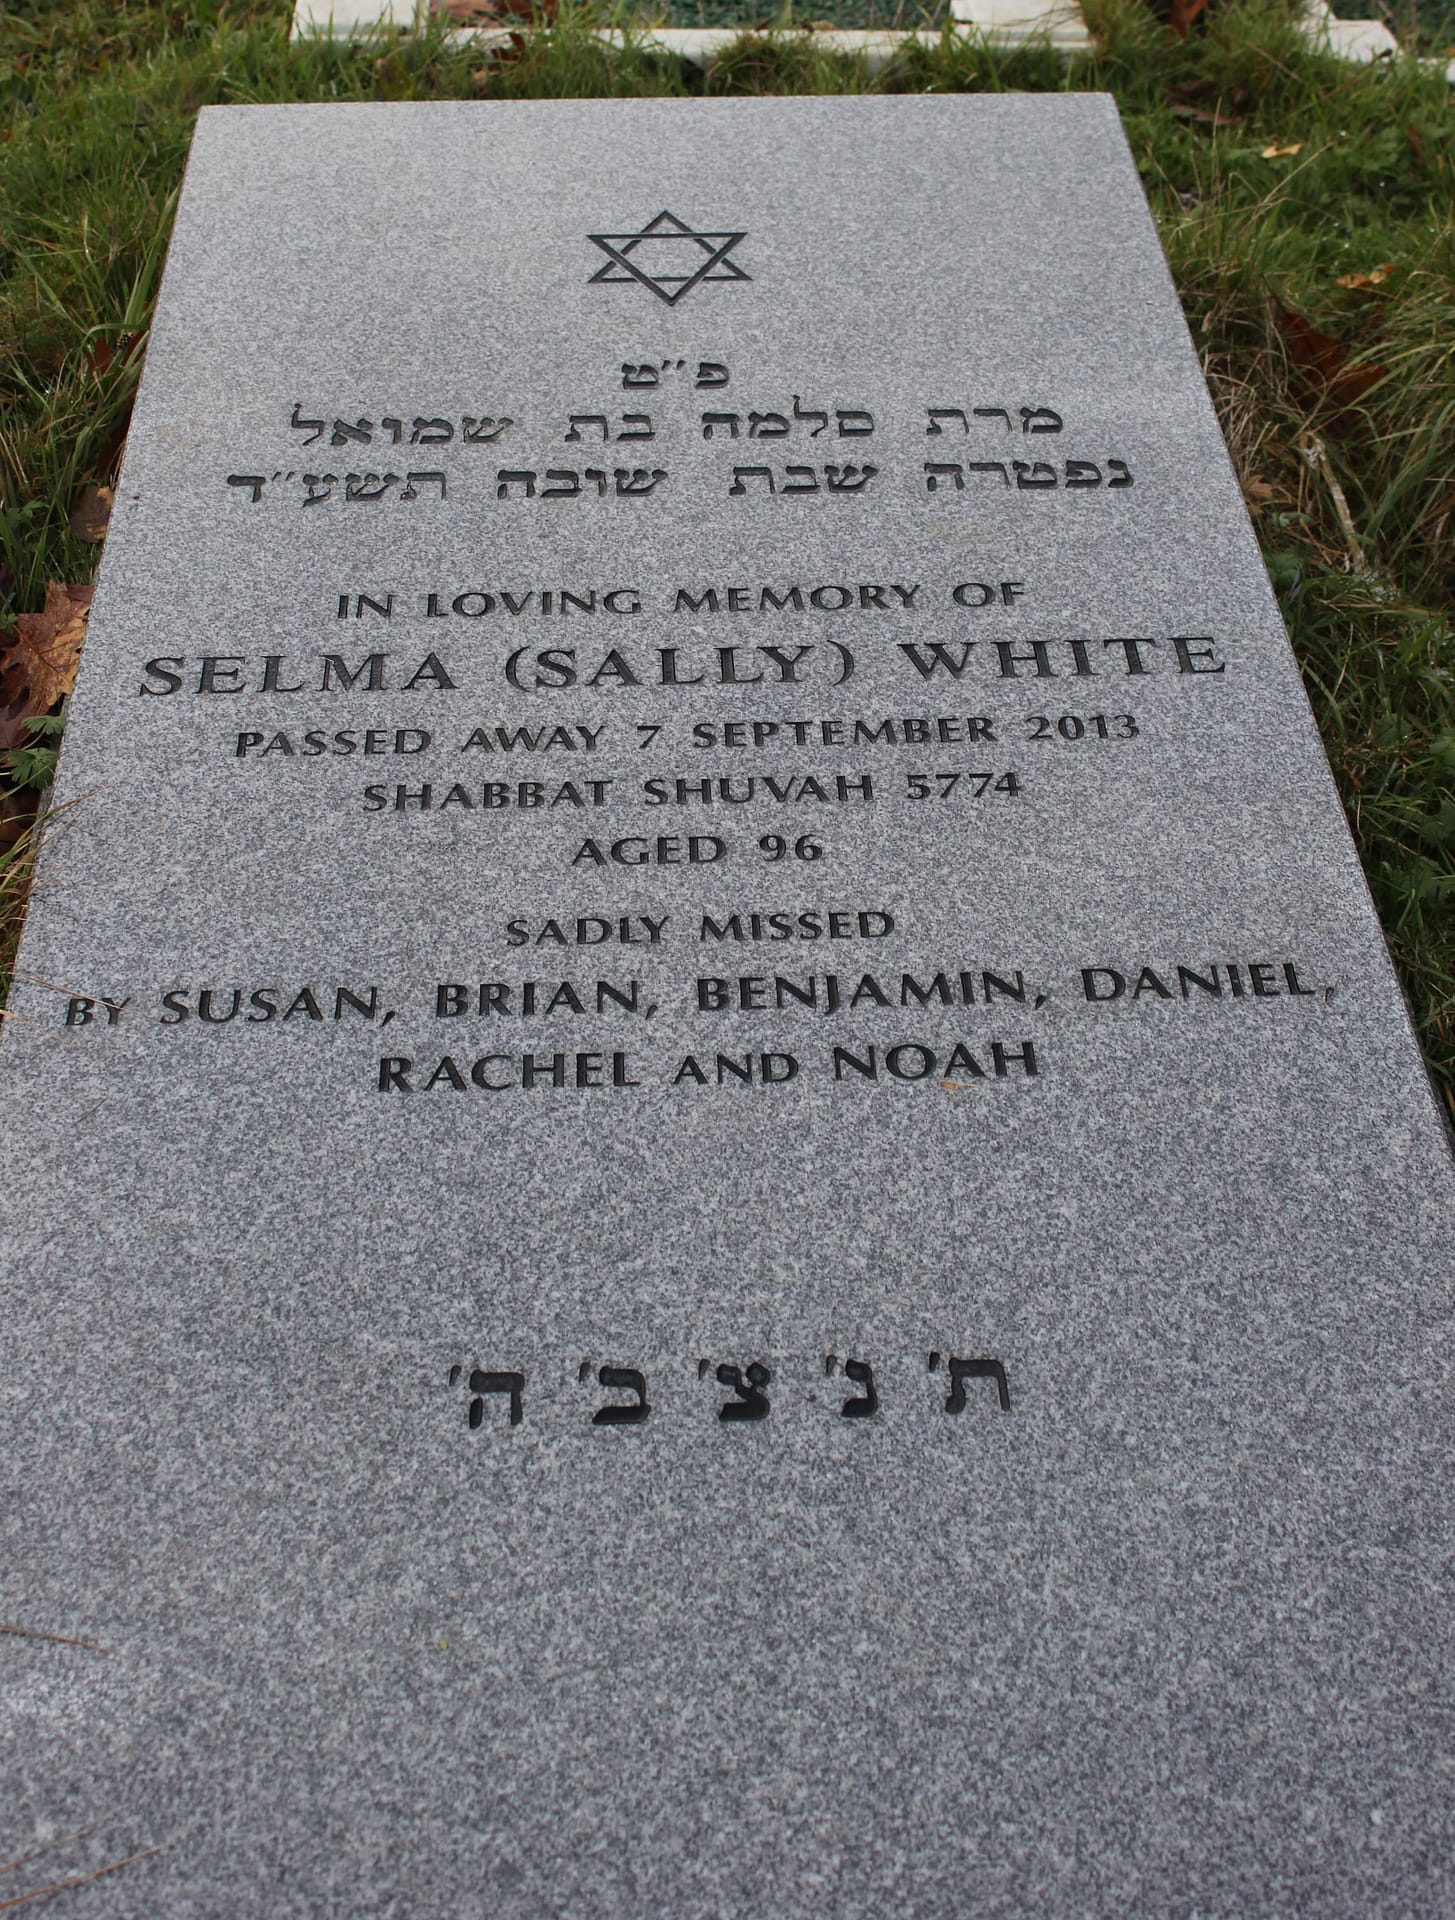 פ״ט
מרת סלמה בת שמואל
נפטרה שבת שובה תשע״ד
IN LOVING MEMORY OF
SELMA (SALLY) WHITE
PASSED AWAY 7 SEPTEMBER 2013
SHABBAT SHUVAH 5774
AGED 96
SADLY MISSED
BY SUSAN, BRIAN, BENJAMIN, DANIEL,
RACHEL AND NOAH
ת׳ נ׳ צ׳ ב׳ ה׳